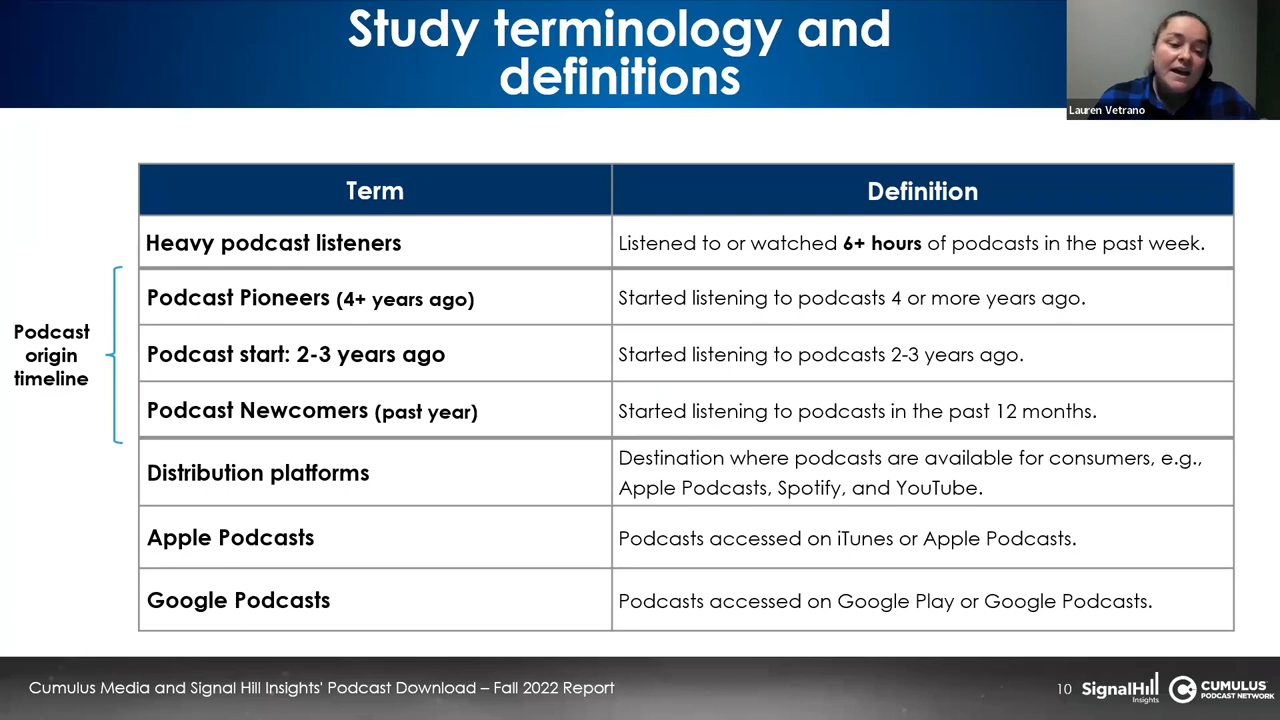 Study terminology and
definitions
Lauren Vetrano
Term
Definition
Heavy podcast listeners
Listened to or watched 6+ hours of podcasts in the past week.
Podcast
origin
timeline
Podcast Pioneers (4+ years ago)
Started listening to podcasts 4 or more years ago.
Podcast start: 2-3 years ago
Started listening to podcasts 2-3 years ago.
Podcast Newcomers (past year)
Started listening to podcasts in the past 12 months.
Distribution platforms
Destination where podcasts are available for consumers, e.g.,
Apple Podcasts, Spotify, and YouTube.
Apple Podcasts
Podcasts accessed on iTunes or Apple Podcasts.
Google Podcasts
Podcasts accessed on Google Play or Google Podcasts.
Cumulus Media and Signal Hill Insights' Podcast Download – Fall 2022 Report
10
SignalHill
Insights
CUMULUS
PODCAST NETWORK